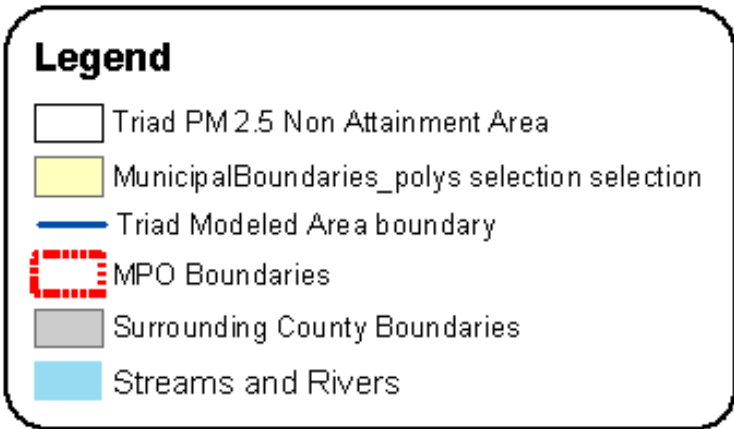 Legend
Triad PM 2.5 Non Attainment Area
MunicipalBoundaries_polys selection selection
Triad Modeled Area boundary
MPO Boundaries
Surrounding County Boundaries
Streams and Rivers